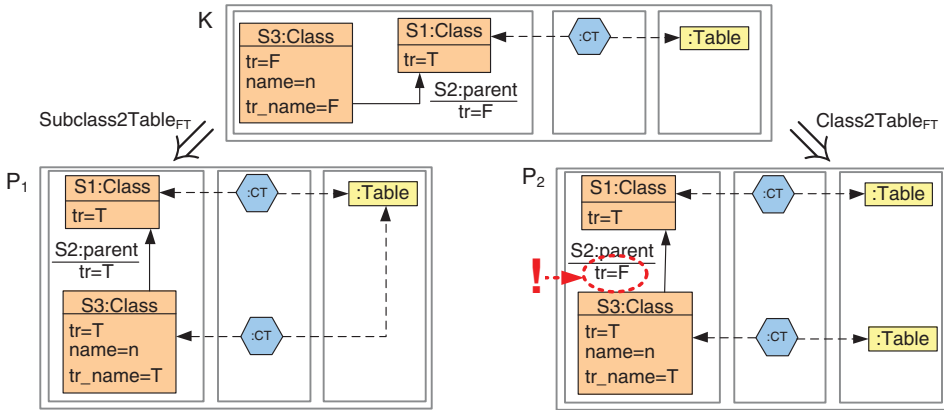 K
S3:Class
tr=F
name=n
tr_name=F
S1:Class
tr=T
S2:parent
tr=F
:CT
:Table
Subclass2TableFT
Class2TableFT
P1
S1:Class
tr=T
S2:parent
tr=T
S3:Class
tr=T
name=n
tr_name=T
:CT
:Table
:CT
P2
S1:Class
tr=T
S2:parent
tr=F
!
S3:Class
tr=T
name=n
tr_name=T
:CT
:Table
:CT
:Table